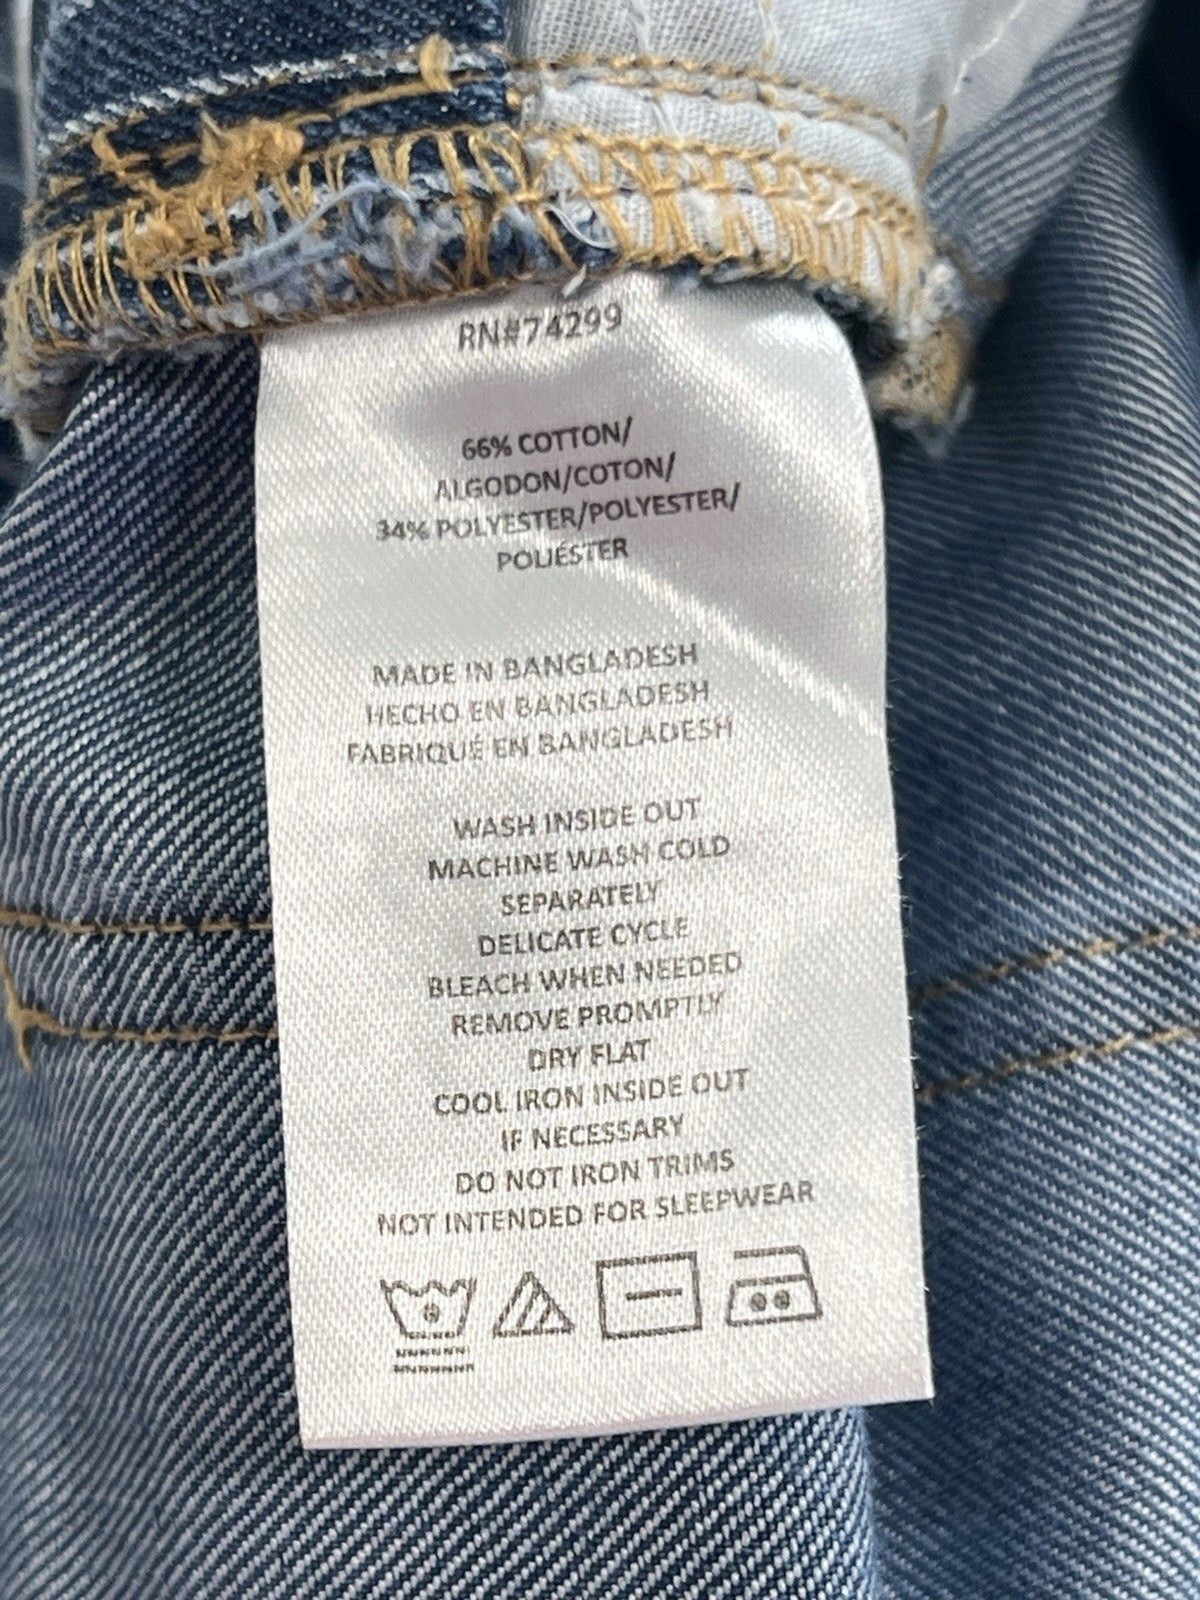 RN#74299
66% COTTON/
ALGODON/COTON/
34% POLYESTER/POLYESTER/
POLIÉSTER
MADE IN BANGLADESH
HECHO EN BANGLADESH
FABRIQUÉ EN BANGLADESH
WASH INSIDE OUT
MACHINE WASH COLD
SEPARATELY
DELICATE CYCLE
BLEACH WHEN NEEDED
REMOVE PROMPTLY
DRY FLAT
COOL IRON INSIDE OUT
IF NECESSARY
DO NOT IRON TRIMS
NOT INTENDED FOR SLEEPWEAR